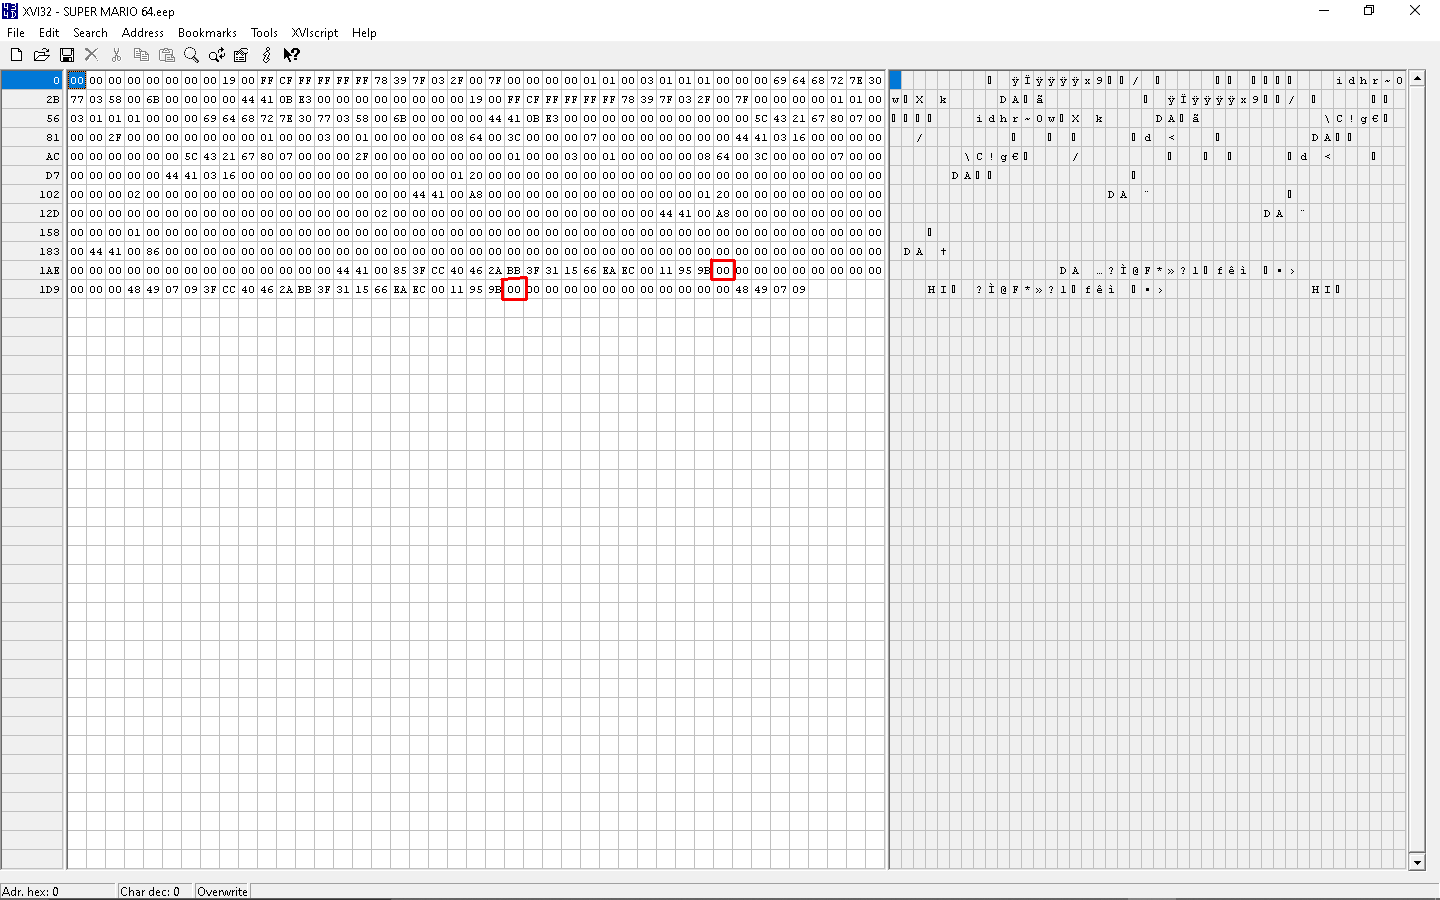 XVI32 - SUPER MARIO 64.eep
File Edit Search Address Bookmarks Tools XVIscript Help
0 00 00 00 00 00 00 00 00 19 00 FF CF FF FF FF FF 78 39 7F 03 2F 00 7F 00 00 00 00 01 01 00 03 01 01 01 00 00 00 69 64 68 72 7E 30 ÿ Ï ÿ ÿ ÿ ÿ x 9 / i d h r ~ 0
2B 77 03 58 00 6B 00 00 00 00 44 41 0B E3 00 00 00 00 00 00 00 00 19 00 FF CF FF FF FF FF 78 39 7F 03 2F 00 7F 00 00 00 00 01 01 00 w X k D A ã ÿ Ï ÿ ÿ ÿ ÿ x 9 /
56 03 01 01 01 00 00 00 69 64 68 72 7E 30 77 03 58 00 6B 00 00 00 00 44 41 0B E3 00 00 00 00 00 00 00 00 00 00 5C 43 21 67 80 07 00 i d h r ~ 0 w X k D A ã \ C ! g €
81 00 00 2F 00 00 00 00 00 00 00 01 00 00 03 00 01 00 00 00 00 08 64 00 3C 00 00 00 07 00 00 00 00 00 00 00 44 41 03 16 00 00 00 00 / d < D A
AC 00 00 00 00 00 00 5C 43 21 67 80 07 00 00 00 2F 00 00 00 00 00 00 00 01 00 00 03 00 01 00 00 00 00 08 64 00 3C 00 00 00 07 00 00 \ C ! g € / d <
D7 00 00 00 00 00 44 41 03 16 00 00 00 00 00 00 00 00 00 00 00 01 20 00 00 00 00 00 00 00 00 00 00 00 00 00 00 00 00 00 00 00 00 00 D A
102 00 00 00 02 00 00 00 00 00 00 00 00 00 00 00 00 00 00 44 41 00 A8 00 00 00 00 00 00 00 00 00 00 00 01 20 00 00 00 00 00 00 00 00 D A ¨
12D 00 00 00 00 00 00 00 00 00 00 00 00 00 00 00 00 02 00 00 00 00 00 00 00 00 00 00 00 00 00 00 44 41 00 A8 00 00 00 00 00 00 00 00 D A ¨
158 00 00 00 01 00 00 00 00 00 00 00 00 00 00 00 00 00 00 00 00 00 00 00 00 00 00 00 00 00 00 00 00 00 00 00 00 00 00 00 00 00 00 00
183 00 44 41 00 86 00 00 00 00 00 00 00 00 00 00 00 00 00 00 00 00 00 00 00 00 00 00 00 00 00 00 00 00 00 00 00 00 00 00 00 00 00 00 D A †
1AE 00 00 00 00 00 00 00 00 00 00 00 00 00 00 44 41 00 85 3F CC 40 46 2A BB 3F 31 15 66 EA EC 00 11 95 9B 00 00 00 00 00 00 00 00 00 D A … ? Ì @ F * » ? 1 f ê ì • ›
1D9 00 00 00 48 49 07 09 3F CC 40 46 2A BB 3F 31 15 66 EA EC 00 11 95 9B 00 00 00 00 00 00 00 00 00 00 00 00 48 49 07 09 H I ? Ì @ F * » ? 1 f ê ì • › H I
Adr. hex: 0 Char dec: 0 Overwrite